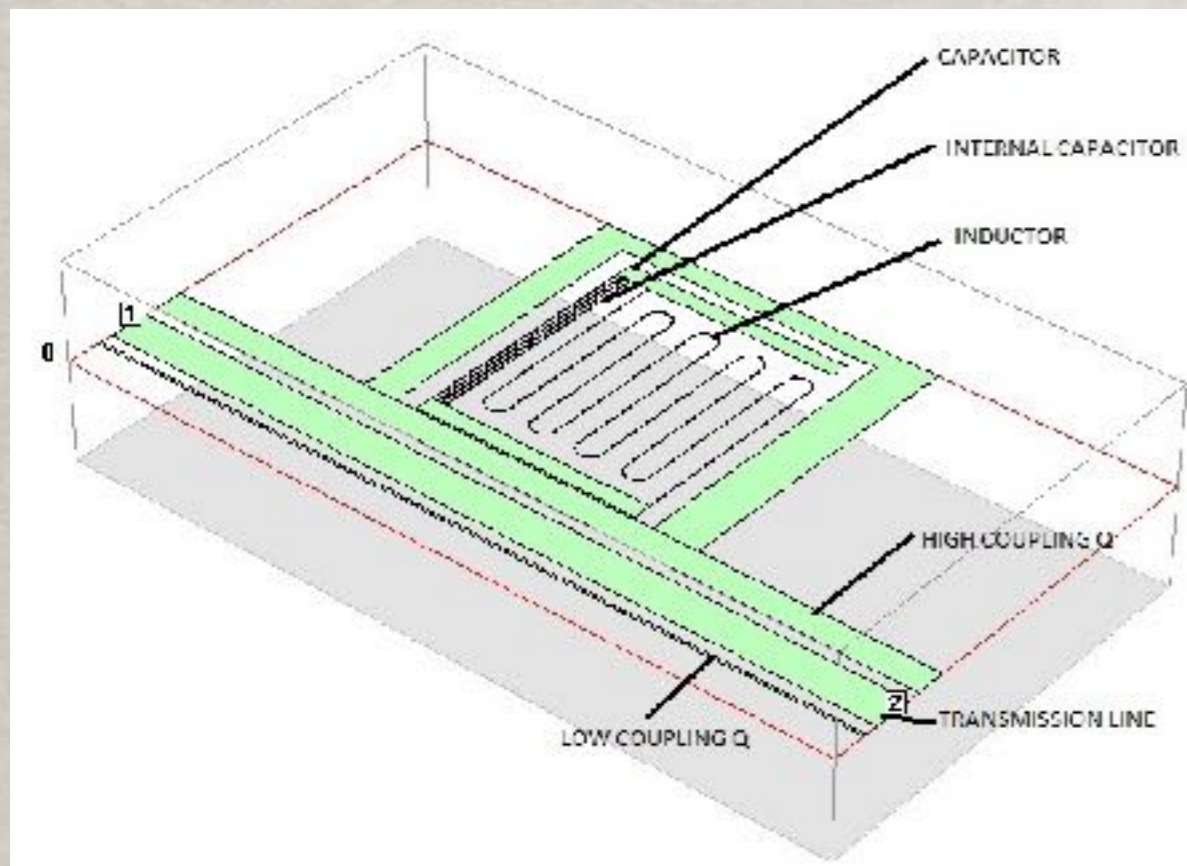 CAPACITOR
INTERNAL CAPACITOR
INDUCTOR
1
0
HIGH COUPLING Q
2
TRANSMISSION LINE
LOW COUPLING Q